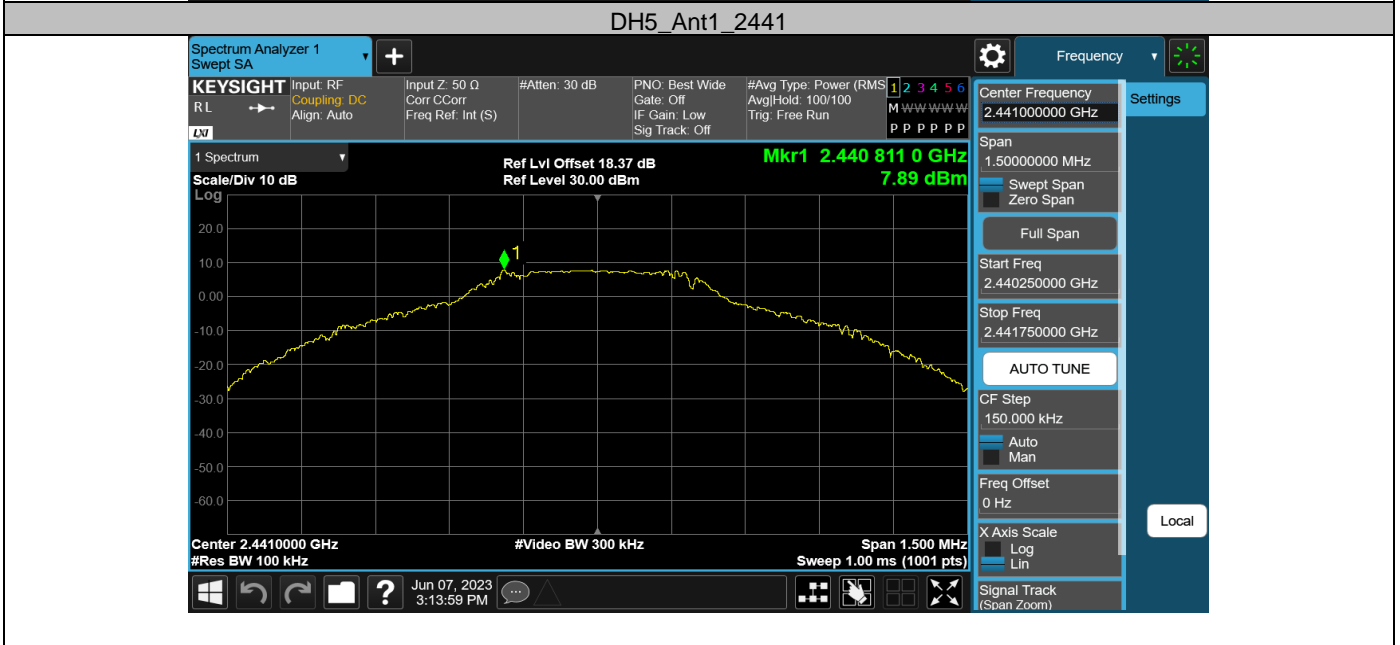 DH5_Ant1_2441
Spectrum Analyzer 1
Swept SA
+
Frequency
KEYSIGHT
RL
LXI
Input: RF
Coupling: DC
Align: Auto
Input Z: 50 Ω
Corr CCorr
Freq Ref: Int (S)
#Atten: 30 dB
PNO: Best Wide
Gate: Off
IF Gain: Low
Sig Track: Off
#Avg Type: Power (RMS
Avg|Hold: 100/100
Trig: Free Run
1 2 3 4 5 6
M W W W W W
P P P P P P
1 Spectrum
Scale/Div 10 dB
Log
Ref Lvl Offset 18.37 dB
Ref Level 30.00 dBm
Mkr1 2.440 811 0 GHz
7.89 dBm
20.0
10.0
0.00
-10.0
-20.0
-30.0
-40.0
-50.0
-60.0
1
Center 2.4410000 GHz
#Res BW 100 kHz
#Video BW 300 kHz
Span 1.500 MHz
Sweep 1.00 ms (1001 pts)
Center Frequency
2.441000000 GHz
Settings
Span
1.50000000 MHz
Swept Span
Zero Span
Full Span
Start Freq
2.440250000 GHz
Stop Freq
2.441750000 GHz
AUTO TUNE
CF Step
150.000 kHz
Auto
Man
Freq Offset
0 Hz
X Axis Scale
Log
Lin
Local
Signal Track
(Span Zoom)
?
Jun 07, 2023
3:13:59 PM